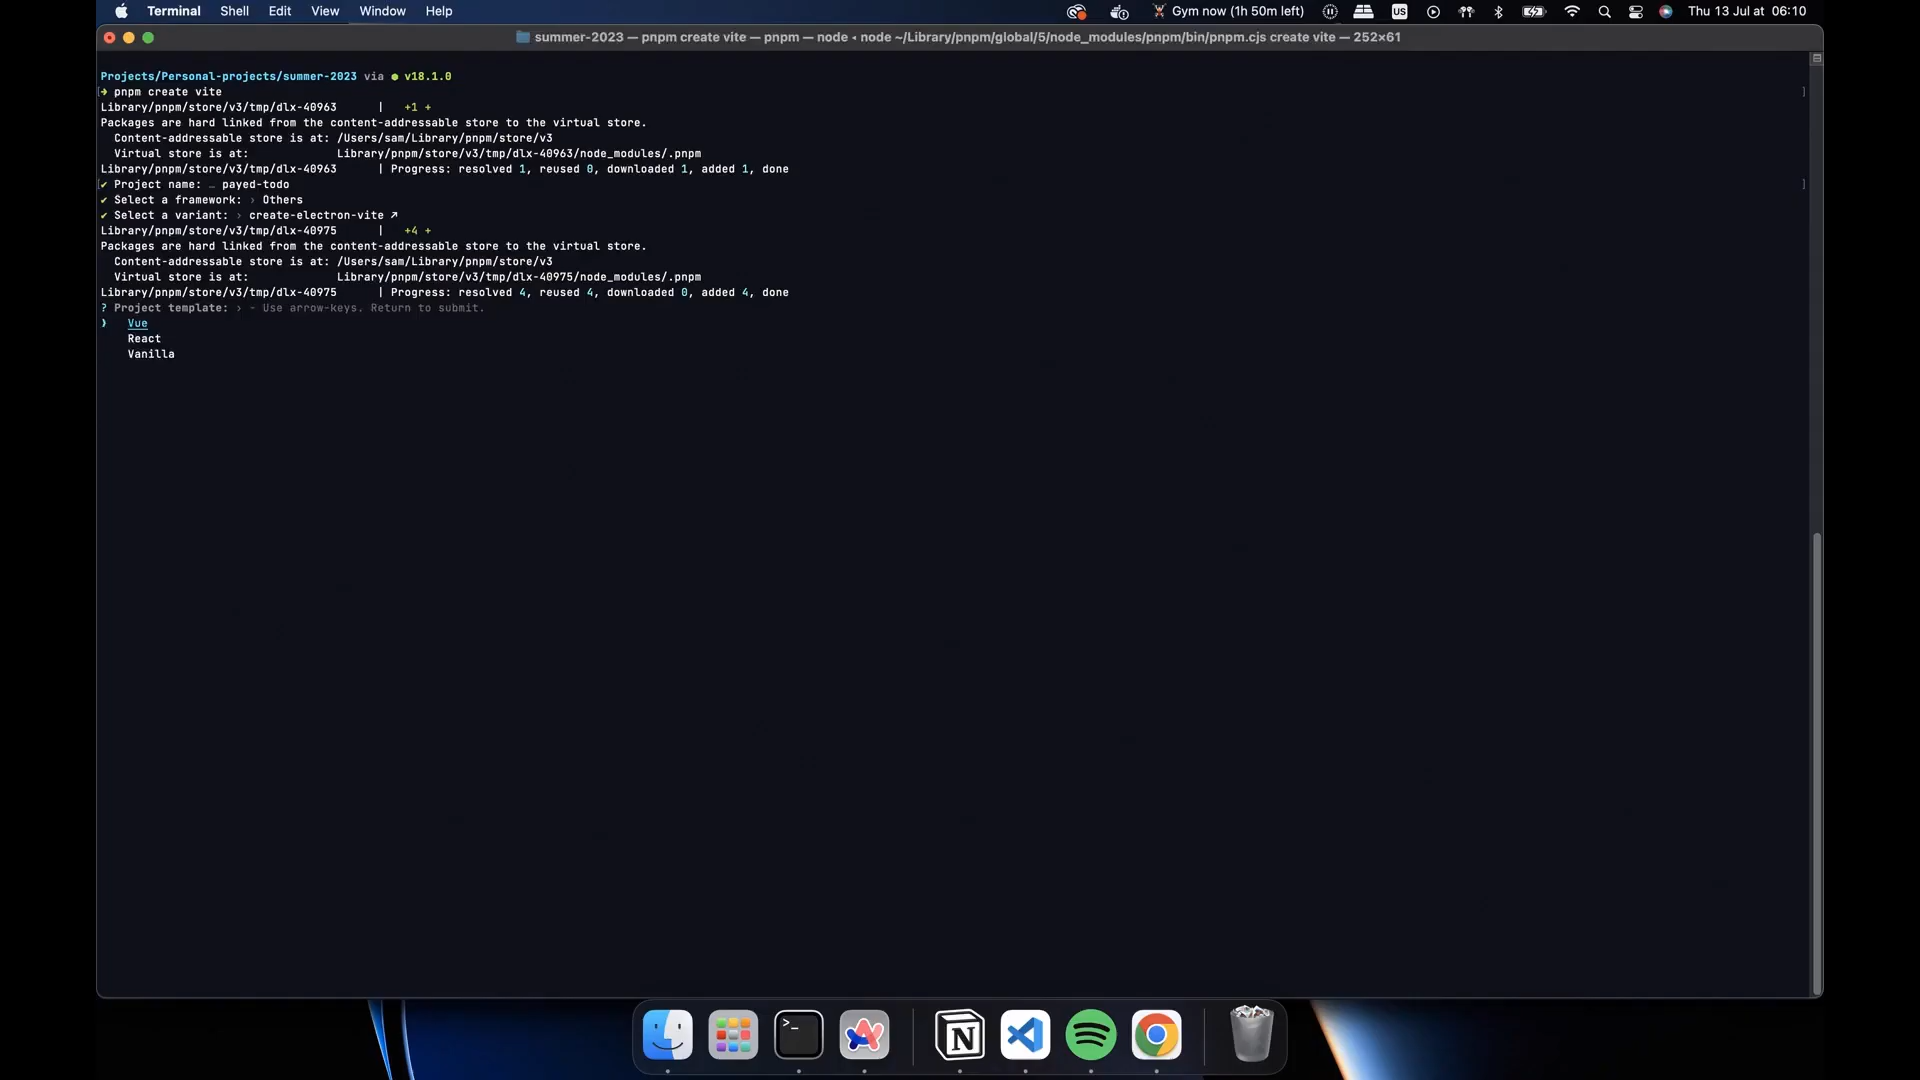 Terminal Shell Edit View Window Help Gym now (1h 50m left) US Thu 13 Jul at 06:10
summer-2023 — pnpm create vite — pnpm — node ◂ node ~/Library/pnpm/global/5/node_modules/pnpm/bin/pnpm.cjs create vite — 252×61
Projects/Personal-projects/summer-2023 via ● v18.1.0
[➜ pnpm create vite ]
Library/pnpm/store/v3/tmp/dlx-40963 | +1 +
Packages are hard linked from the content-addressable store to the virtual store.
Content-addressable store is at: /Users/sam/Library/pnpm/store/v3
Virtual store is at: Library/pnpm/store/v3/tmp/dlx-40963/node_modules/.pnpm
Library/pnpm/store/v3/tmp/dlx-40963 | Progress: resolved 1, reused 0, downloaded 1, added 1, done
[✔ Project name: … payed-todo ]
✔ Select a framework: › Others
✔ Select a variant: › create-electron-vite ↗
Library/pnpm/store/v3/tmp/dlx-40975 | +4 +
Packages are hard linked from the content-addressable store to the virtual store.
Content-addressable store is at: /Users/sam/Library/pnpm/store/v3
Virtual store is at: Library/pnpm/store/v3/tmp/dlx-40975/node_modules/.pnpm
Library/pnpm/store/v3/tmp/dlx-40975 | Progress: resolved 4, reused 4, downloaded 0, added 4, done
? Project template: › - Use arrow-keys. Return to submit.
❯ Vue
React
Vanilla